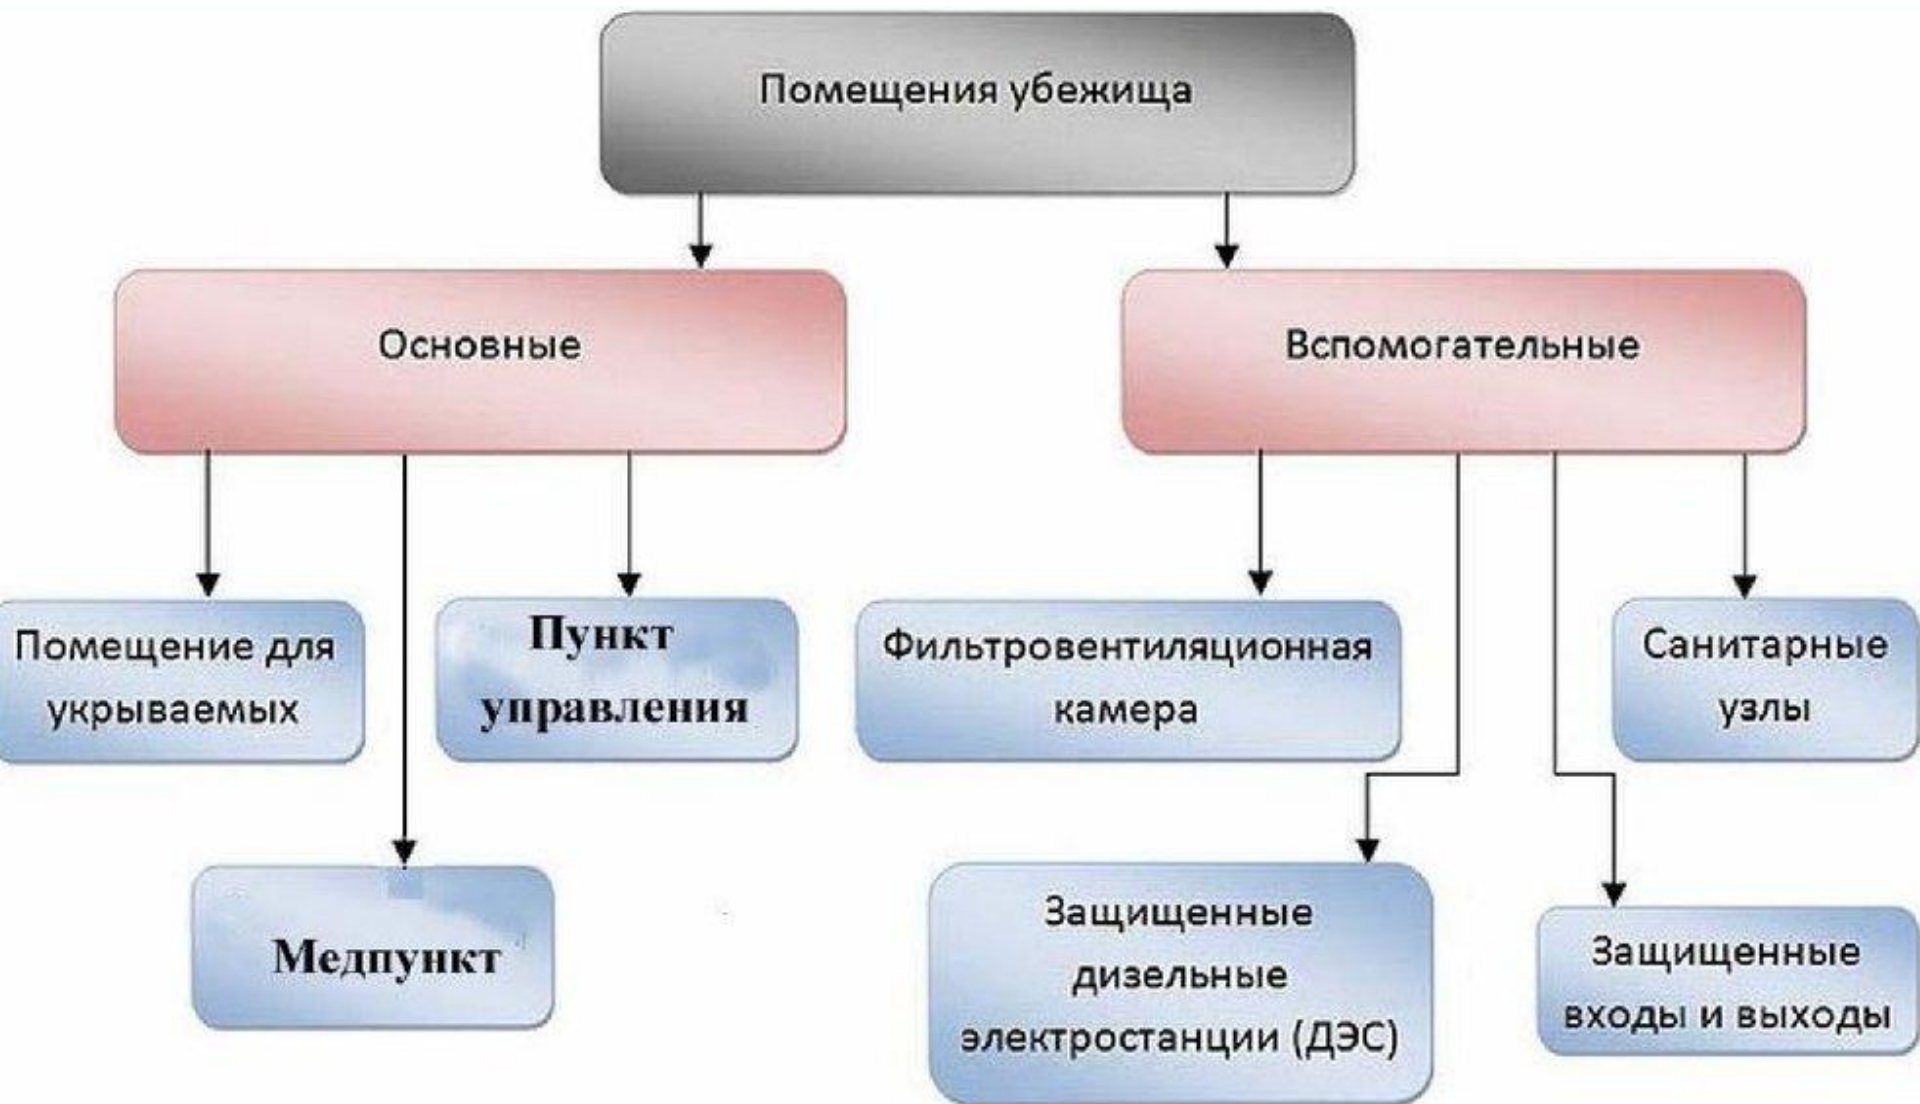 Помещения убежища
Основные
Вспомогательные
Помещение для
укрываемых
Пункт
управления
Фильтровентиляционная
камера
Санитарные
узлы
Медпункт
Защищенные
дизельные
электростанции (ДЭС)
Защищенные
входы и выходы